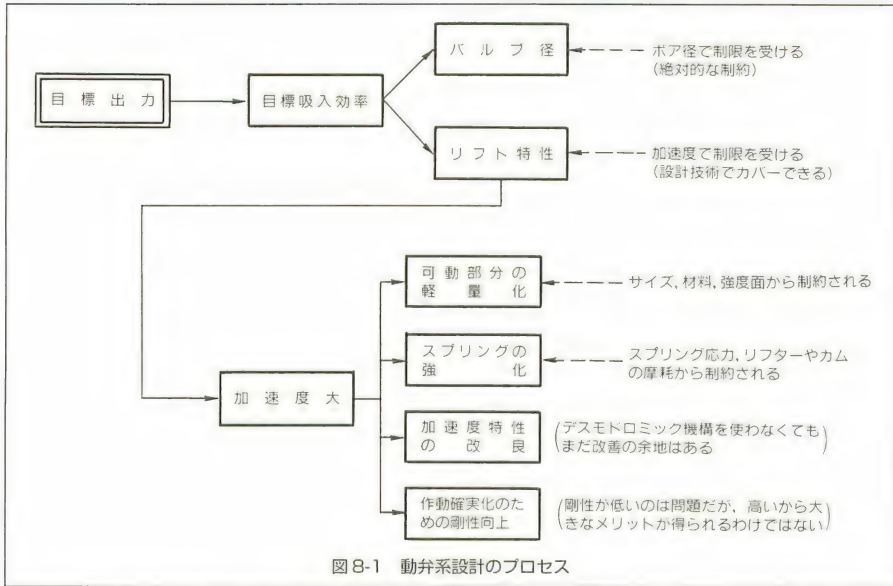 目標出力
目標吸入効率
バルブ径
ボア径で制限を受ける
(絶対的な制約)
リフト特性
加速度で制限を受ける
(設計技術でカバーできる)
加速度大
可動部分の
軽量化
サイズ,材料,強度面から制約される
スプリングの
強化
スプリング応力,リフターやカム
の摩耗から制約される
加速度特性
の改良
(デスモドロミック機構を使わなくても
まだ改善の余地はある)
作動確実化のた
めの剛性向上
(剛性が低いのは問題だが、高いから大
きなメリットが得られるわけではない)
図8-1 動弁系設計のプロセス